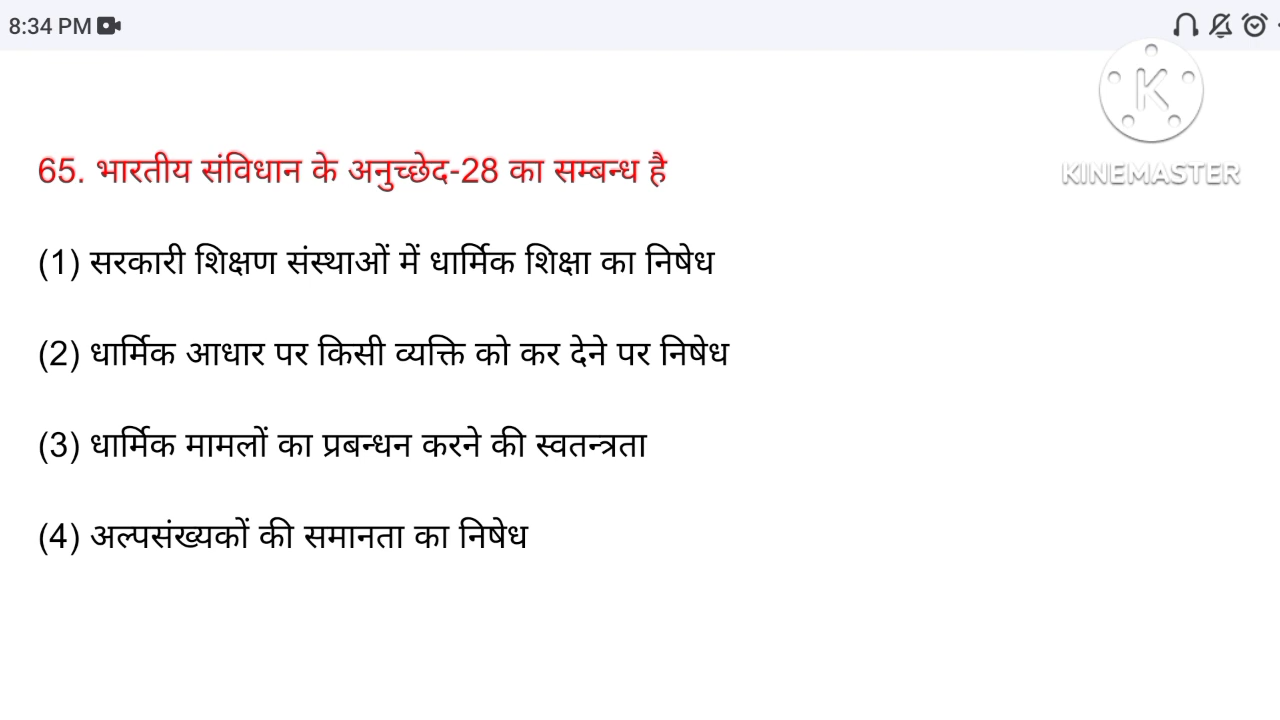 8:34 PM
K
KINEMASTER
65. भारतीय संविधान के अनुच्छेद-28 का सम्बन्ध है
(1) सरकारी शिक्षण संस्थाओं में धार्मिक शिक्षा का निषेध
(2) धार्मिक आधार पर किसी व्यक्ति को कर देने पर निषेध
(3) धार्मिक मामलों का प्रबन्धन करने की स्वतन्त्रता
(4) अल्पसंख्यकों की समानता का निषेध